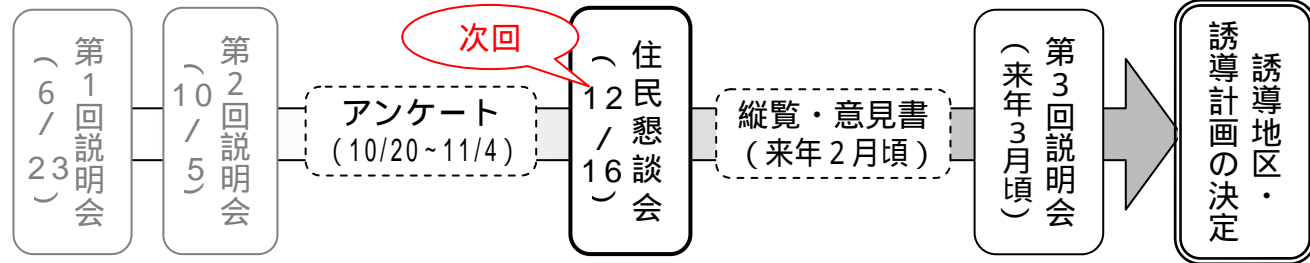 第1回説明会
(6/23)
第2回説明会
(10/5)
アンケート
(10/20~11/4)
次回
住民懇談会
(12/16)
縦覧・意見書
(来年2月頃)
第3回説明会
(来年3月頃)
誘導地区・
誘導計画の決定